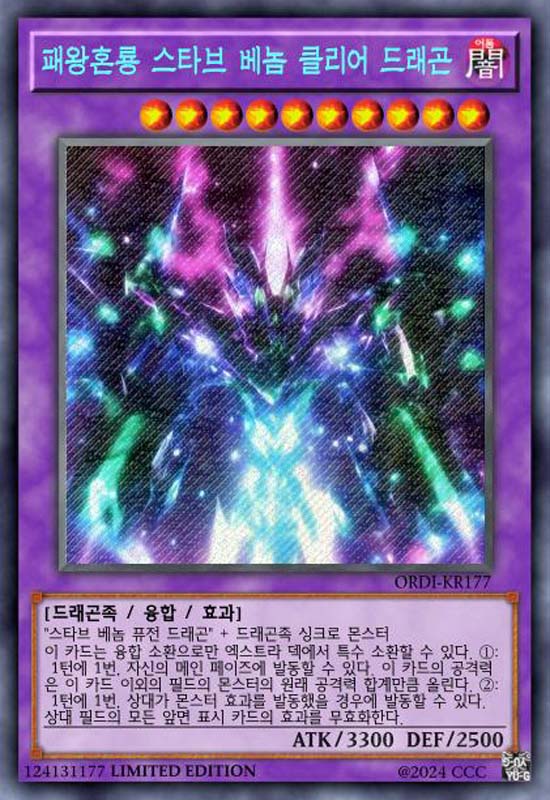 패왕혼룡 스타브 베놈 클리어 드래곤
어둠
闇
ORDI-KR177
[드래곤족 / 융합 / 효과]
"스타브 베놈 퓨전 드래곤" + 드래곤족 싱크로 몬스터
이 카드는 융합 소환으로만 엑스트라 덱에서 특수 소환할 수 있다. ①:
1턴에 1번, 자신의 메인 페이즈에 발동할 수 있다. 이 카드의 공격력
은 이 카드 이외의 필드의 몬스터의 원래 공격력 합계만큼 올린다. ②:
1턴에 1번, 상대가 몬스터 효과를 발동했을 경우에 발동할 수 있다.
상대 필드의 모든 앞면 표시 카드의 효과를 무효화한다.
ATK/3300 DEF/2500
124131177 LIMITED EDITION
@2024 CCC
YU-G